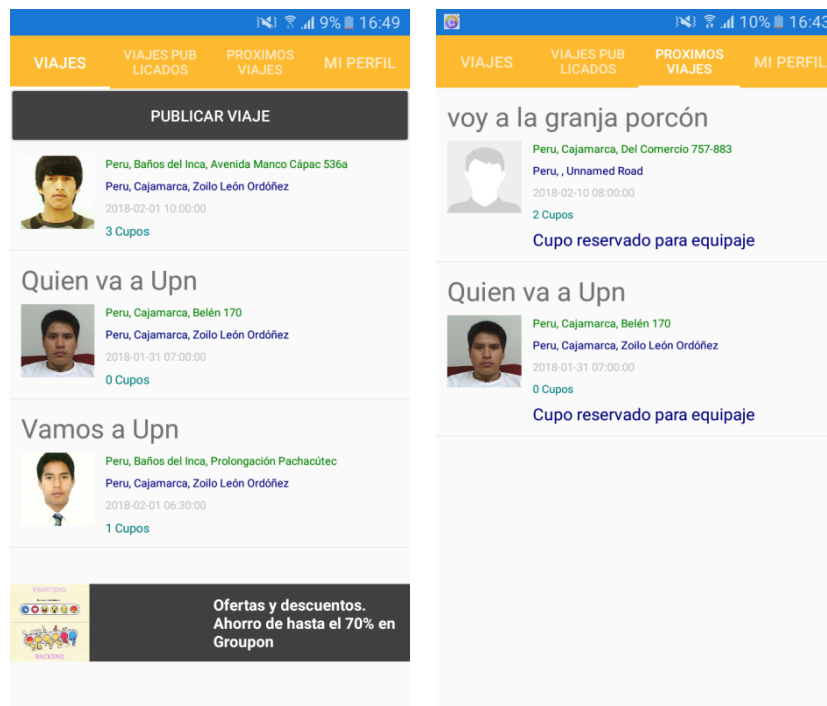 9% 16:49
VIAJES
VIAJES PUB
LICADOS
PROXIMOS
VIAJES
MI PERFIL
PUBLICAR VIAJE
Peru, Baños del Inca, Avenida Manco Cápac 536a
Peru, Cajamarca, Zoilo León Ordóñez
2018-02-01 10:00:00
3 Cupos
Quien va a Upn
Peru, Cajamarca, Belén 170
Peru, Cajamarca, Zoilo León Ordóñez
2018-01-31 07:00:00
0 Cupos
Vamos a Upn
Peru, Baños del Inca, Prolongación Pachacútec
Peru, Cajamarca, Zoilo León Ordóñez
2018-02-01 06:30:00
1 Cupos
FRONTEND
BACKEND
Ofertas y descuentos.
Ahorro de hasta el 70% en
Groupon
10% 16:43
VIAJES
VIAJES PUB
LICADOS
PROXIMOS
VIAJES
MI PERFIL
voy a la granja porcón
Peru, Cajamarca, Del Comercio 757-883
Peru, , Unnamed Road
2018-02-10 08:00:00
2 Cupos
Cupo reservado para equipaje
Quien va a Upn
Peru, Cajamarca, Belén 170
Peru, Cajamarca, Zoilo León Ordóñez
2018-01-31 07:00:00
0 Cupos
Cupo reservado para equipaje